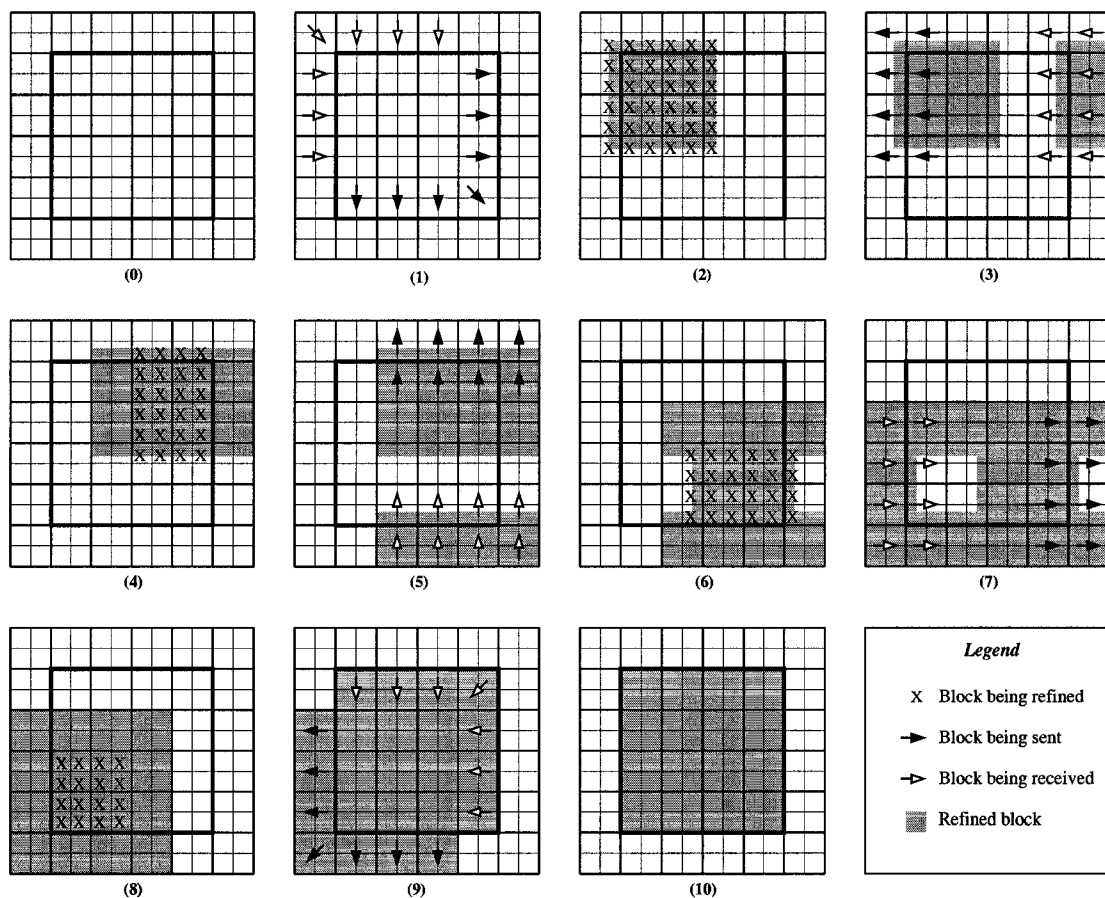 (0)
(1)
(2)
(3)
(4)
(5)
(6)
(7)
(8)
(9)
(10)
Legend
X Block being refined
Block being sent
Block being received
Refined block